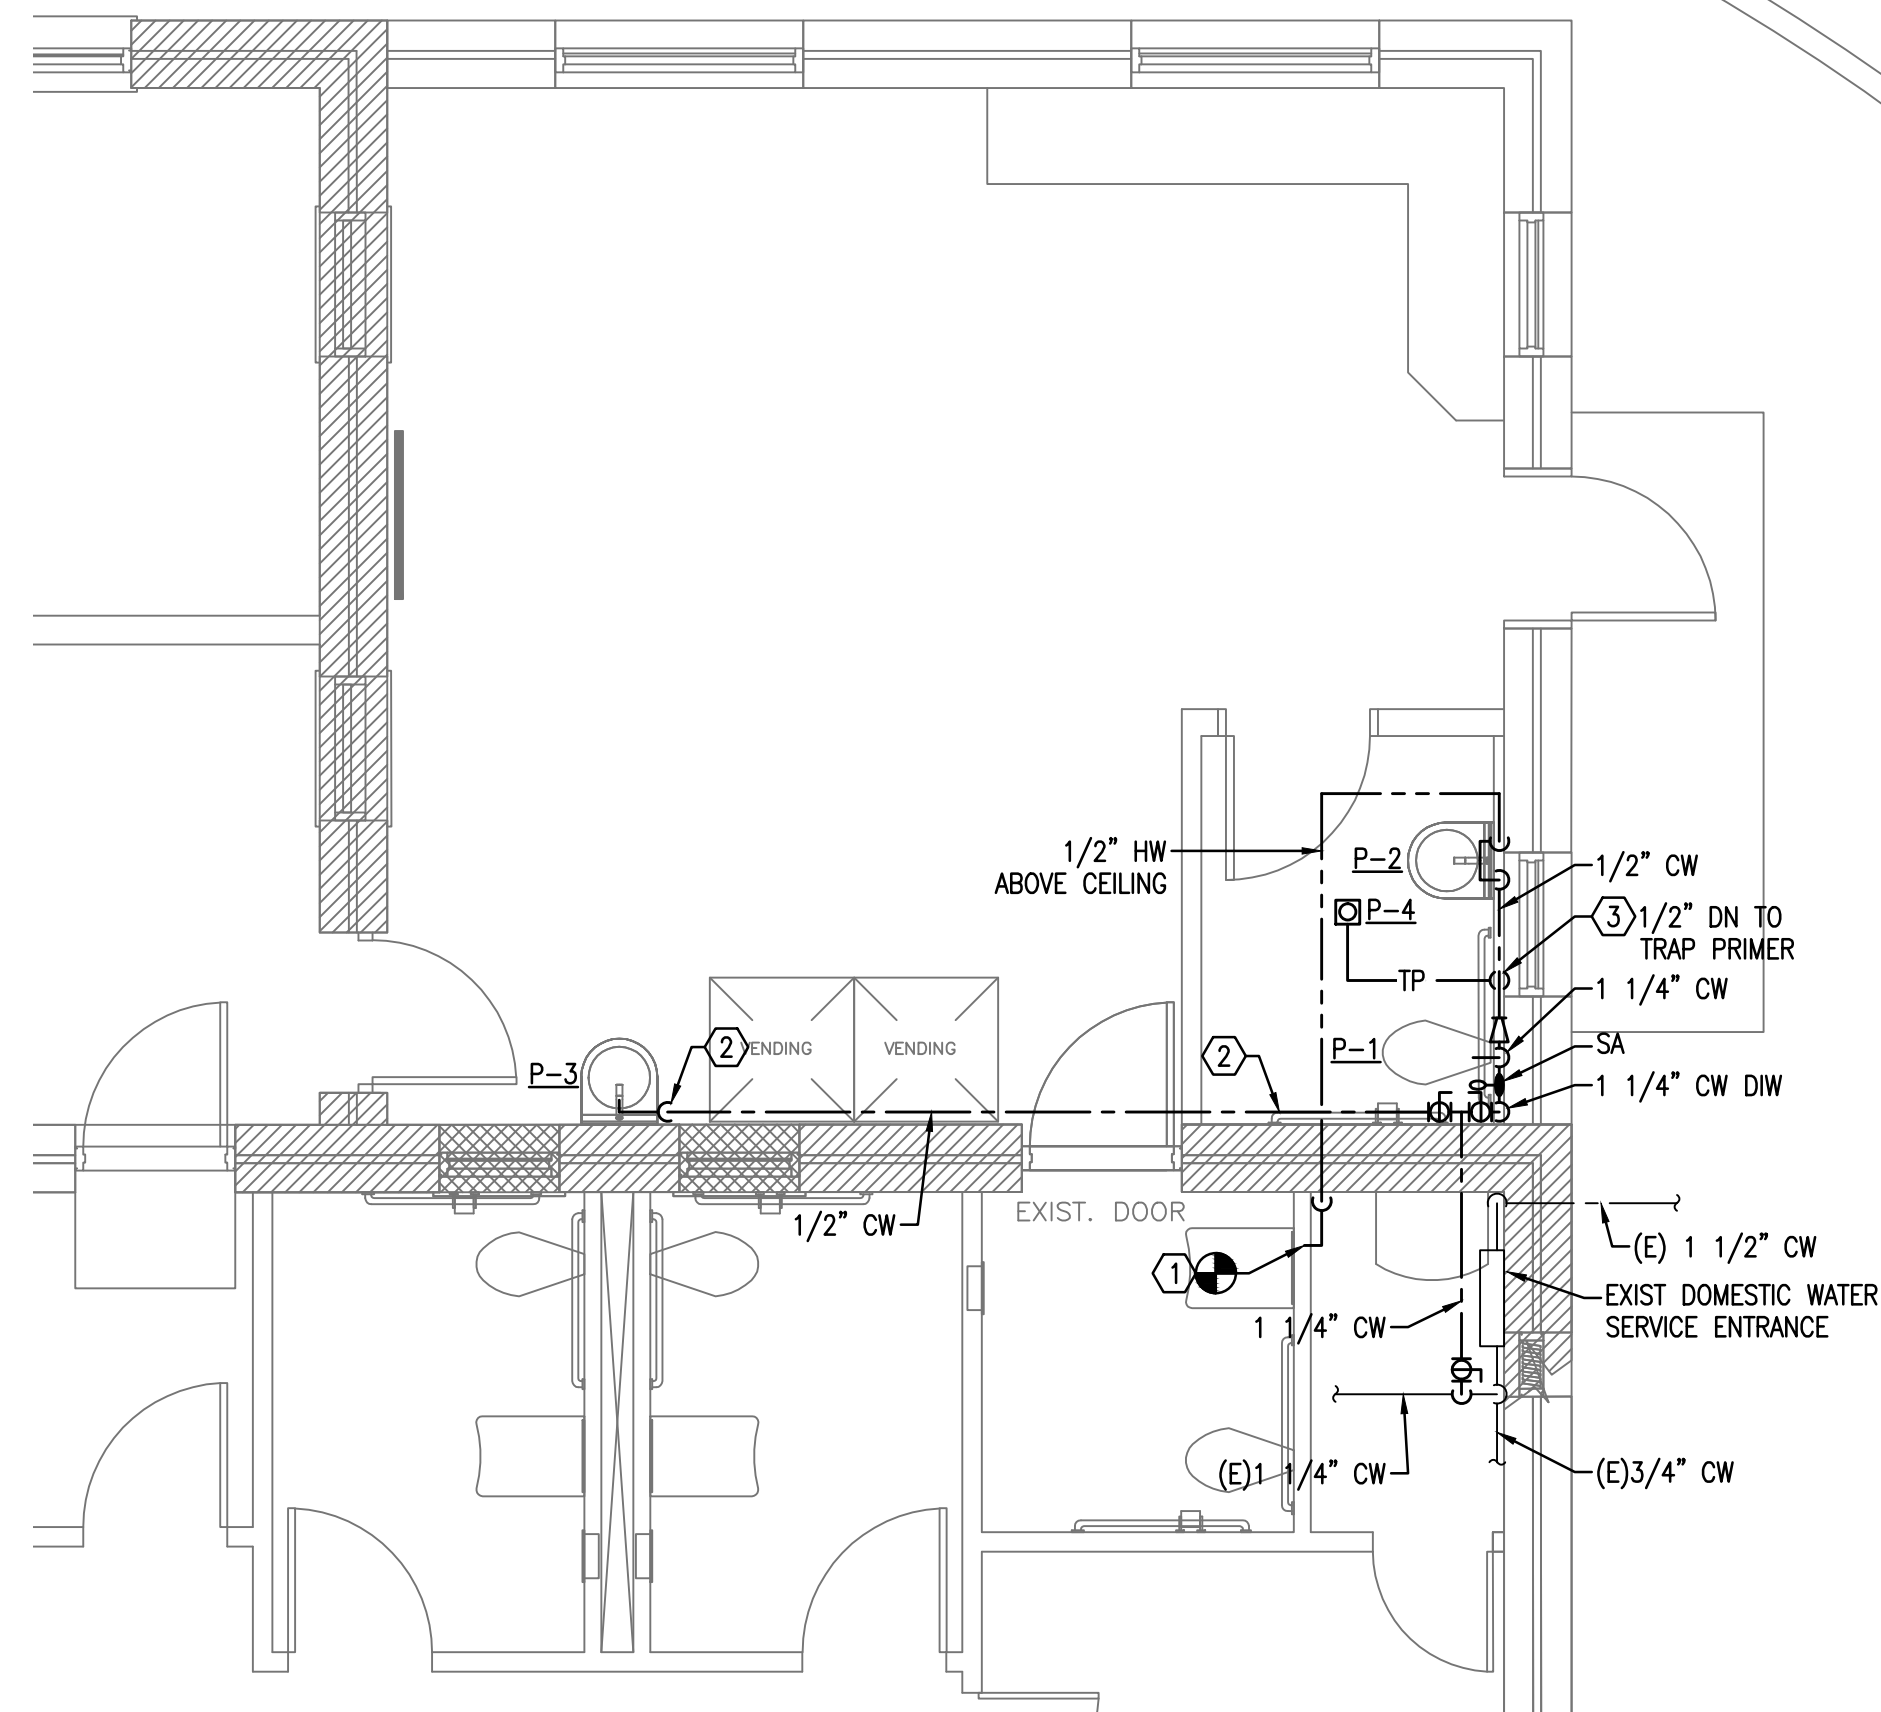 1/2" HW
ABOVE CEILING
P-2
1/2" CW
P-4
3
1/2" DN TO
TRAP PRIMER
TP
1 1/4" CW
2
VENDING
VENDING
2
P-1
SA
P-3
1 1/4" CW DIW
1/2" CW
EXIST. DOOR
(E) 1 1/2" CW
1
EXIST DOMESTIC WATER
SERVICE ENTRANCE
1 1/4" CW
(E)1 1/4" CW
(E)3/4" CW